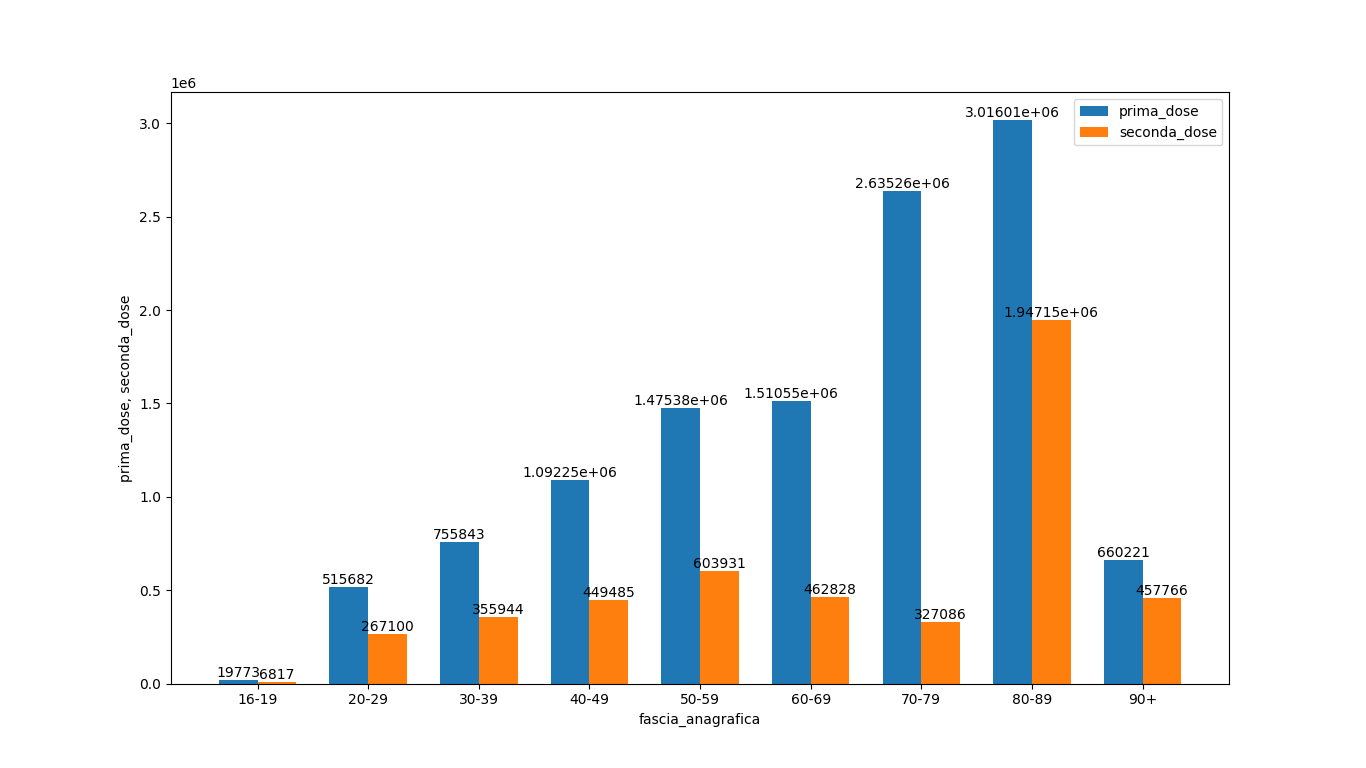 1e6
prima_dose
seconda_dose
3.0
2.5
2.0
1.5
1.0
0.5
0.0
prima_dose, seconda_dose
3.01601e+06
2.63526e+06
1.94715e+06
1.47538e+06
1.51055e+06
1.09225e+06
755843
515682
19773
660221
603931
449485
462828
457766
355944
327086
267100
6817
16-19 20-29 30-39 40-49 50-59 60-69 70-79 80-89 90+
fascia_anagrafica